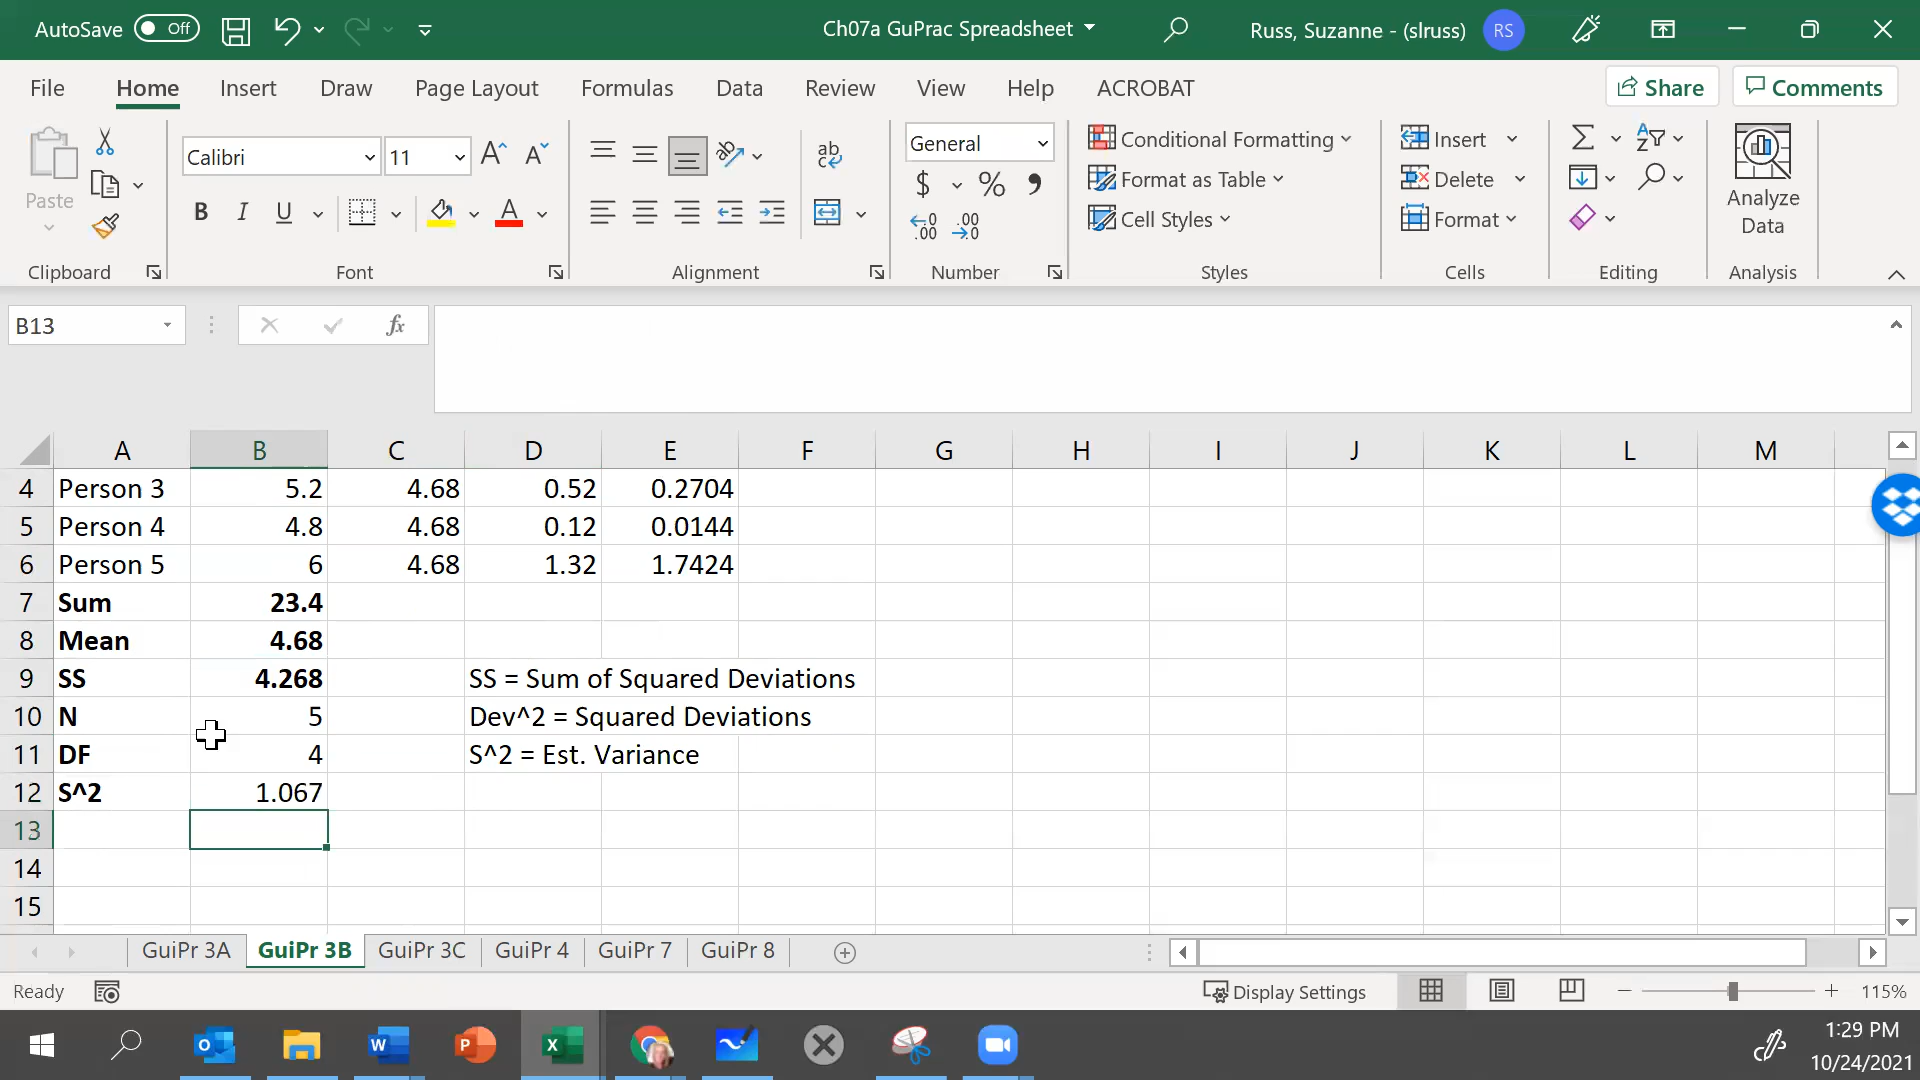 AutoSave Off Ch07a GuPrac Spreadsheet Russ, Suzanne - (slruss) RS
File Home Insert Draw Page Layout Formulas Data Review View Help ACROBAT Share Comments
Calibri 11 General Conditional Formatting Insert
Paste Format as Table Delete Analyze
B I U Cell Styles Format Data
Clipboard Font Alignment Number Styles Cells Editing Analysis
B13 fx
A B C D E F G H I J K L M
4 Person 3 5.2 4.68 0.52 0.2704
5 Person 4 4.8 4.68 0.12 0.0144
6 Person 5 6 4.68 1.32 1.7424
7 Sum 23.4
8 Mean 4.68
9 SS 4.268 SS = Sum of Squared Deviations
10 N 5 Dev^2 = Squared Deviations
11 DF 4 S^2 = Est. Variance
12 S^2 1.067
13
14
15
GuiPr 3A GuiPr 3B GuiPr 3C GuiPr 4 GuiPr 7 GuiPr 8
Ready Display Settings 115%
1:29 PM
10/24/2021